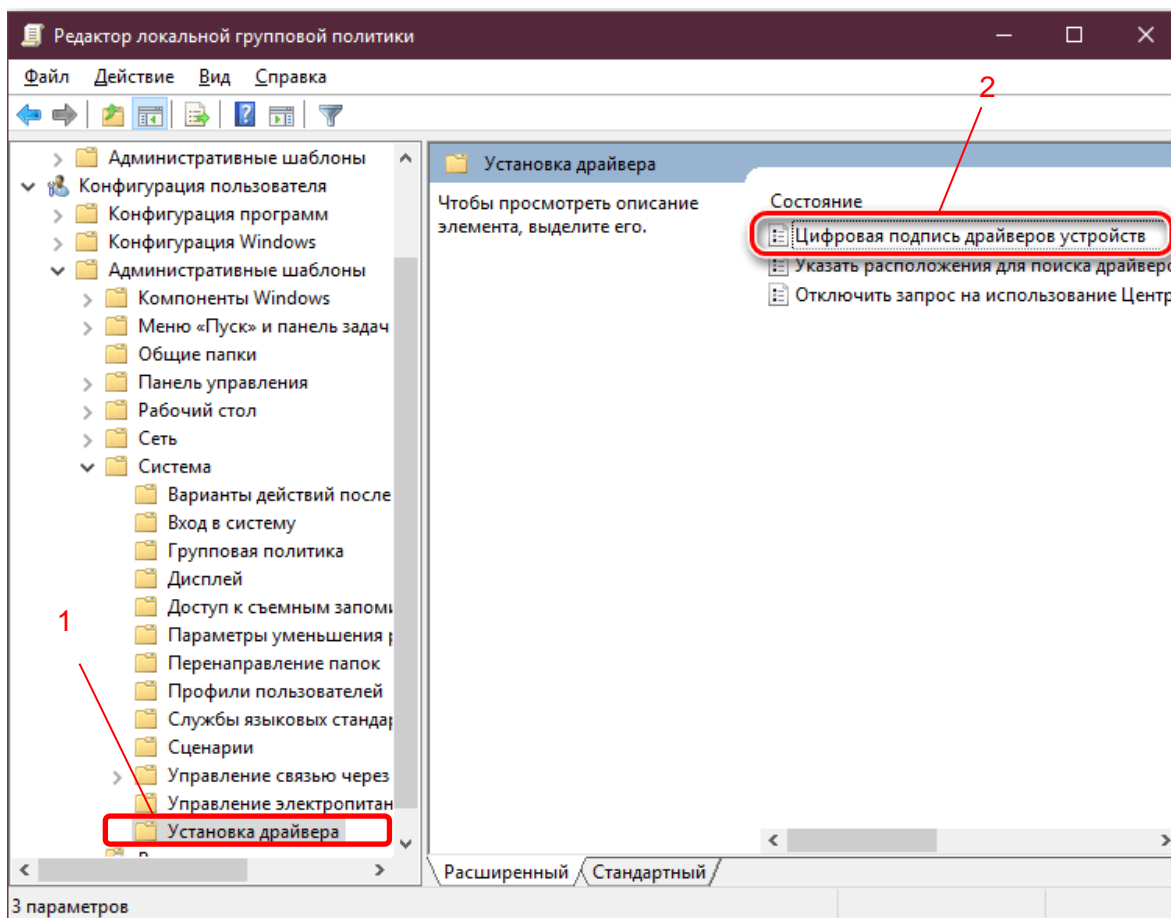 Редактор локальной групповой политики
Файл Действие Вид Справка
2
Административные шаблоны
Конфигурация пользователя
Конфигурация программ
Конфигурация Windows
Административные шаблоны
Компоненты Windows
Меню «Пуск» и панель задач
Общие папки
Панель управления
Рабочий стол
Сеть
Система
Варианты действий после
Вход в систему
Групповая политика
Дисплей
Доступ к съемным запоми
1
Параметры уменьшения р
Перенаправление папок
Профили пользователей
Службы языковых стандар
Сценарии
Управление связью через
Управление электропитан
Установка драйвера
Установка драйвера
Чтобы просмотреть описание
элемента, выделите его.
Состояние
Цифровая подпись драйверов устройств
Указать расположения для поиска драйверо
Отключить запрос на использование Центр
Расширенный Стандартный
3 параметров